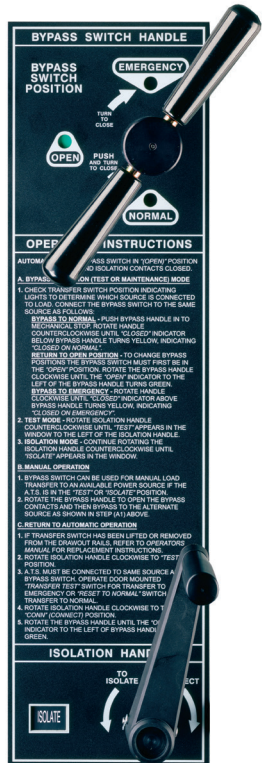 BYPASS SWITCH HANDLE
BYPASS
SWITCH
POSITION
EMERGENCY
TURN
TO
CLOSE
OPEN
PUSH
AND TURN
TO CLOSE
NORMAL
OPER INSTRUCTIONS
AUTOMA PASS SWITCH IN "(OPEN)" POSITION
ND ISOLATION CONTACTS CLOSED.
A. BYPAS ON (TEST OR MAINTENANCE) MODE
1. CHECK TRANSFER SWITCH POSITION INDICATING
LIGHTS TO DETERMINE WHICH SOURCE IS CONNECTED
TO LOAD. CONNECT THE BYPASS SWITCH TO THE SAME
SOURCE AS FOLLOWS:
BYPASS TO NORMAL - PUSH BYPASS HANDLE IN TO
MECHANICAL STOP. ROTATE HANDLE
COUNTERCLOCKWISE UNTIL "CLOSED" INDICATOR
BELOW BYPASS HANDLE TURNS YELLOW, INDICATING
"CLOSED ON NORMAL".
RETURN TO OPEN POSITION - TO CHANGE BYPASS
POSITIONS THE BYPASS SWITCH MUST FIRST BE IN
THE "OPEN" POSITION. ROTATE THE BYPASS HANDLE
CLOCKWISE UNTIL THE "OPEN" INDICATOR TO THE
LEFT OF THE BYPASS HANDLE TURNS GREEN.
BYPASS TO EMERGENCY - ROTATE HANDLE
CLOCKWISE UNTIL "CLOSED" INDICATOR ABOVE
BYPASS HANDLE TURNS YELLOW, INDICATING
"CLOSED ON EMERGENCY".
2. TEST MODE - ROTATE ISOLATION HANDLE
COUNTERCLOCKWISE UNTIL "TEST" APPEARS IN THE
WINDOW TO THE LEFT OF THE ISOLATION HANDLE.
3. ISOLATION MODE - CONTINUE ROTATING THE
ISOLATION HANDLE COUNTERCLOCKWISE UNTIL
"ISOLATE" APPEARS IN THE WINDOW.
B. MANUAL OPERATION
1. BYPASS SWITCH CAN BE USED FOR MANUAL LOAD
TRANSFER TO AN AVAILABLE POWER SOURCE IF THE
A.T.S. IS IN THE "TEST" OR "ISOLATE" POSITION.
2. ROTATE THE BYPASS HANDLE TO OPEN THE BYPASS
CONTACTS AND THEN BYPASS TO THE ALTERNATE
SOURCE AS SHOWN IN STEP (A1) ABOVE.
C. RETURN TO AUTOMATIC OPERATION
1. IF TRANSFER SWITCH HAS BEEN LIFTED OR REMOVED
FROM THE DRAWOUT RAILS, REFER TO OPERATORS
MANUAL FOR REPLACEMENT INSTRUCTIONS.
2. ROTATE ISOLATION HANDLE CLOCKWISE TO "TES
POSITION.
3. A.T.S. MUST BE CONNECTED TO SAME SOURCE A
BYPASS SWITCH. OPERATE DOOR MOUNTED
"TRANSFER TEST" SWITCH FOR TRANSFER TO
EMERGENCY OR "RESET TO NORMAL" SWITCH
TRANSFER TO NORMAL.
4. ROTATE ISOLATION HANDLE CLOCKWISE TO T
"CONN' (CONNECT) POSITION.
5. ROTATE THE BYPASS HANDLE UNTIL THE "O
INDICATOR TO THE LEFT OF BYPASS HAND
GREEN.
ISOLATION HAND
TO
ISOLATE
ECT
ISOLATE